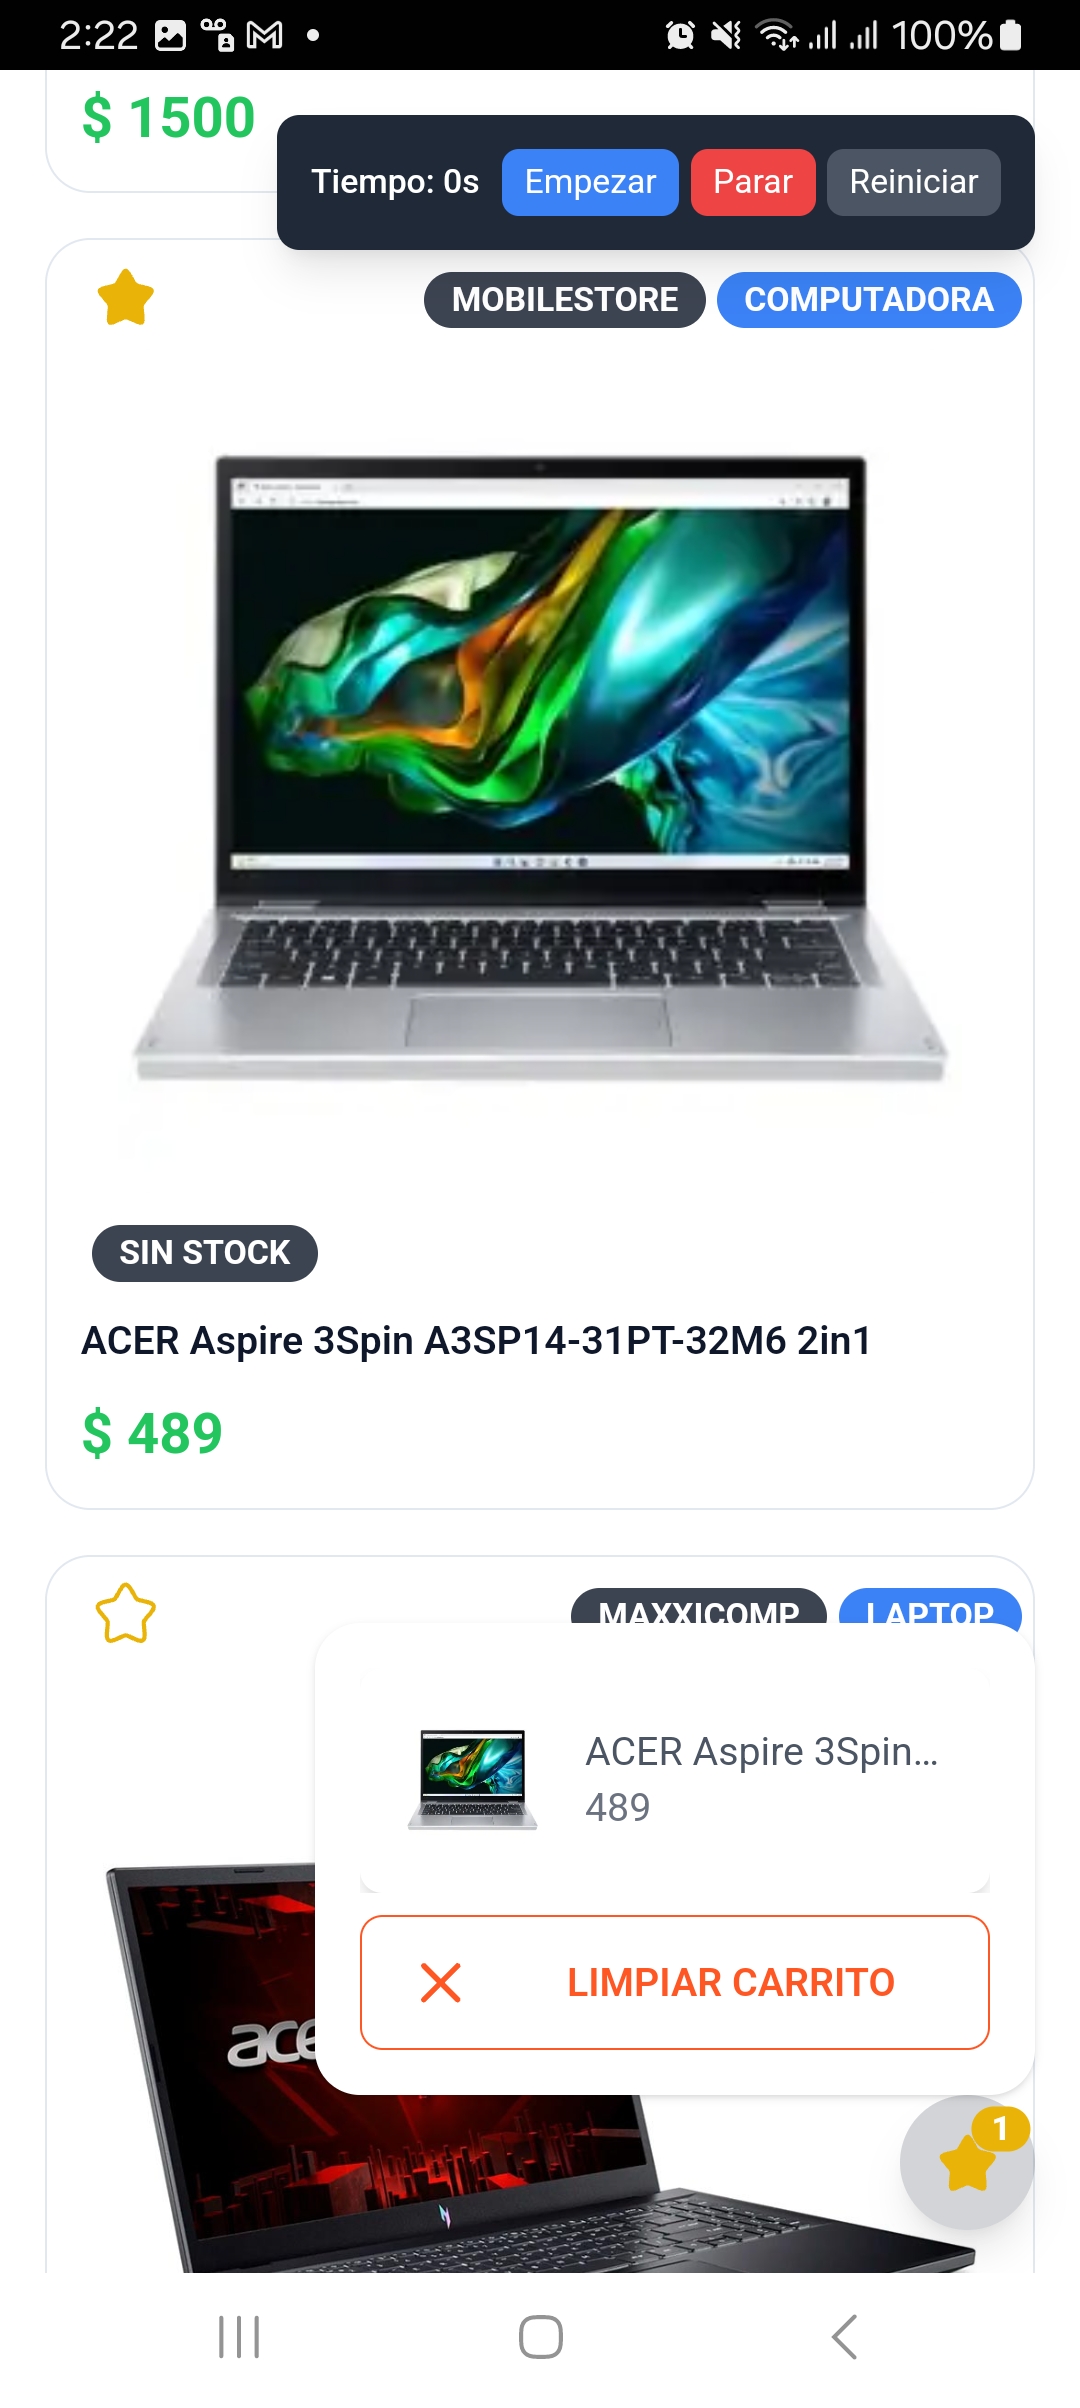 2:22
100%
$ 1500
Tiempo: 0s Empezar Parar Reiniciar
MOBILESTORE COMPUTADORA
SIN STOCK
ACER Aspire 3Spin A3SP14-31PT-32M6 2in1
$ 489
MAXXICOMP LAPTOP
ACER Aspire 3Spin...
489
LIMPIAR CARRITO
ace
1